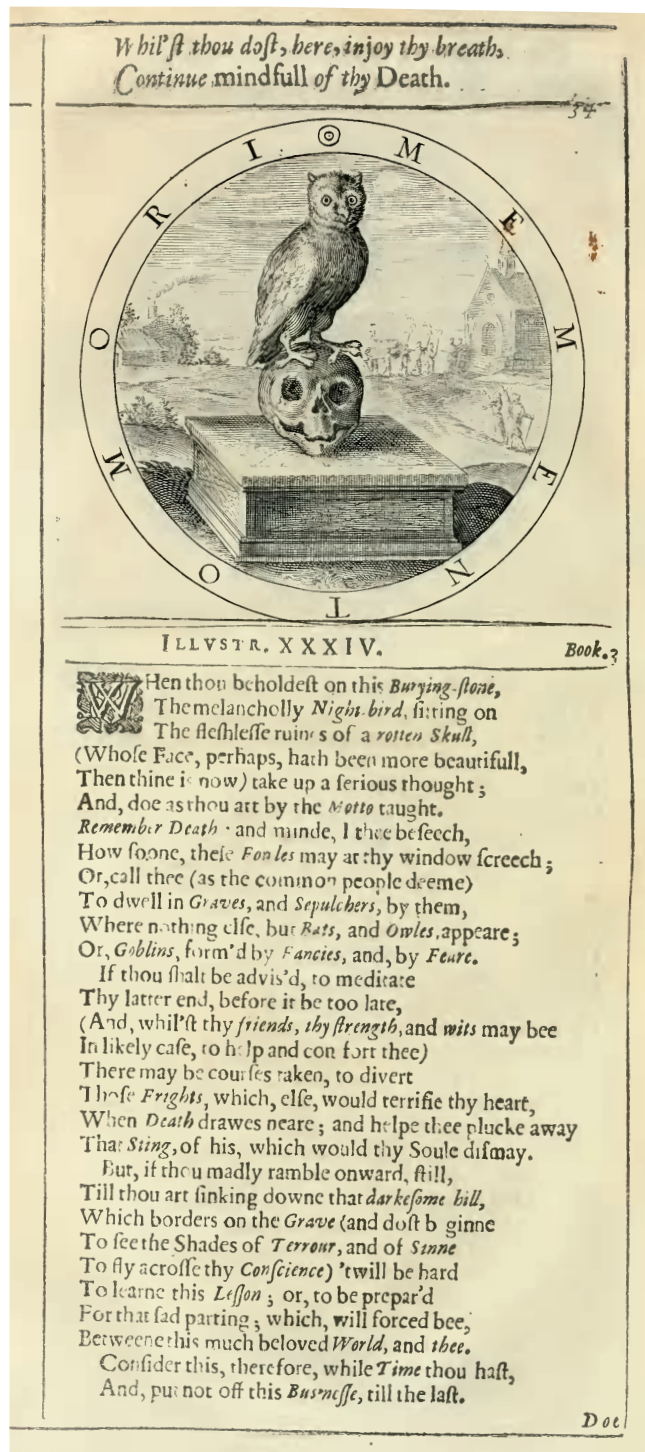 Whil'ſt thou doſt, here, injoy thy breath,
Continue mindfull of thy Death.
34
MEMENTO MORI
ILLVSTR. XXXIV.
Book. 3
WHen thou beholdeſt on this Burying-ſtone,
The melancholly Night-bird, ſitting on
The fleſhleſſe ruines of a rotten Skull,
(Whoſe Face, perhaps, hath been more beautifull,
Then thine is now) take up a ſerious thought;
And, doe as thou art by the Motto taught.
Remember Death · and minde, I thee beſeech,
How ſoone, theſe Fowles may at thy window ſcreech;
Or, call thee (as the common people deeme)
To dwell in Graves, and Sepulchers, by them,
Where nothing elſe, but Bats, and Owles, appeare;
Or, Goblins, form'd by Fancies, and, by Feare.
If thou ſhalt be advis'd, to meditate
Thy latter end, before it be too late,
(And, whil'ſt thy friends, thy ſtrength, and wits may bee
In likely caſe, to help and comfort thee)
There may be courſes taken, to divert
Thoſe Frights, which, elſe, would terrifie thy heart,
When Death drawes neare; and helpe thee plucke away
That Sting, of his, which would thy Soule diſmay.
But, if thou madly ramble onward, ſtill,
Till thou art ſinking downe that darkeſome hill,
Which borders on the Grave (and doſt beginne
To ſee the Shades of Terrour, and of Sinne
To fly acroſſe thy Conſcience) 'twill be hard
To learne this Leſſon; or, to be prepar'd
For that ſad parting; which, will forced bee,
Betweene this much beloved World, and thee.
Conſider this, therefore, while Time thou haſt,
And, put not off this Buſineſſe, till the laſt.
Doe